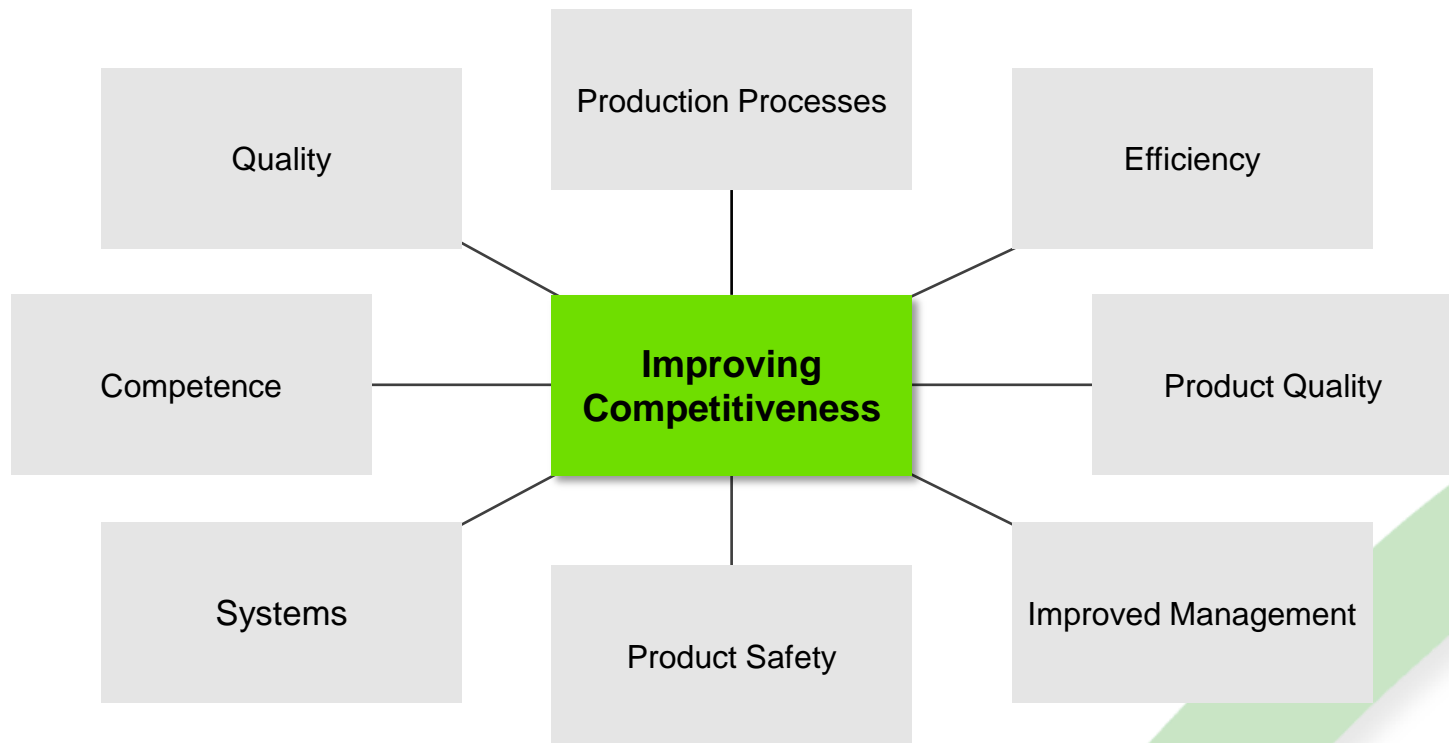 Production Processes
Quality
Efficiency
Improving
Competitiveness
Competence
Product Quality
Systems
Improved Management
Product Safety